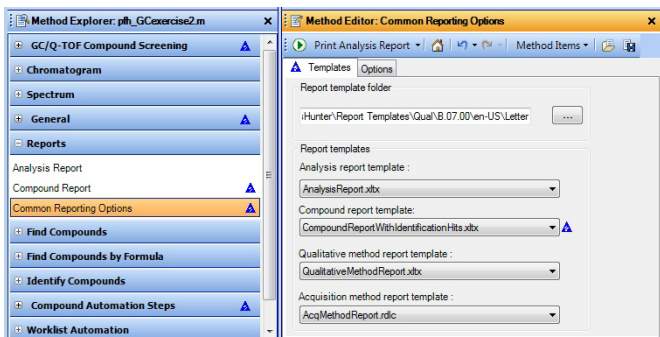 Method Explorer: pfh_GCexercise2.m
GC/Q-TOF Compound Screening
Chromatogram
Spectrum
General
Reports
Analysis Report
Compound Report
Common Reporting Options
Find Compounds
Find Compounds by Formula
Identify Compounds
Compound Automation Steps
Worklist Automation
Method Editor: Common Reporting Options
Print Analysis Report Method Items
Templates Options
Report template folder
Hunter\Report Templates\Qual\B.07.00\en-US\Letter ...
Report templates
Analysis report template :
AnalysisReport.xltx
Compound report template:
CompoundReportWithIdentificationHits.xltx
Qualitative method report template :
QualitativeMethodReport.xltx
Acquisition method report template :
AcqMethodReport.rdlc